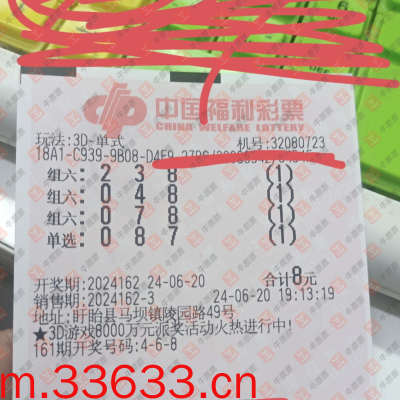 中国福利彩票
CHINA WELFARE LOTTERY
玩法:3D-单式 机号:32080723
18A1-C939-9B08-D4F0
组六: 2 3 8 (1)
组六: 0 4 8 (1)
组六: 0 7 8 (1)
单选: 0 8 7 (1)
开奖期:2024162 24-06-20 合计8元
销售期:2024162-3 24-06-20 19:13:19
地址:盱眙县马坝镇陵园路49号
★3D游戏8000万元派奖活动火热进行中!
161期开奖号码:4-6-8
m.33633.cn